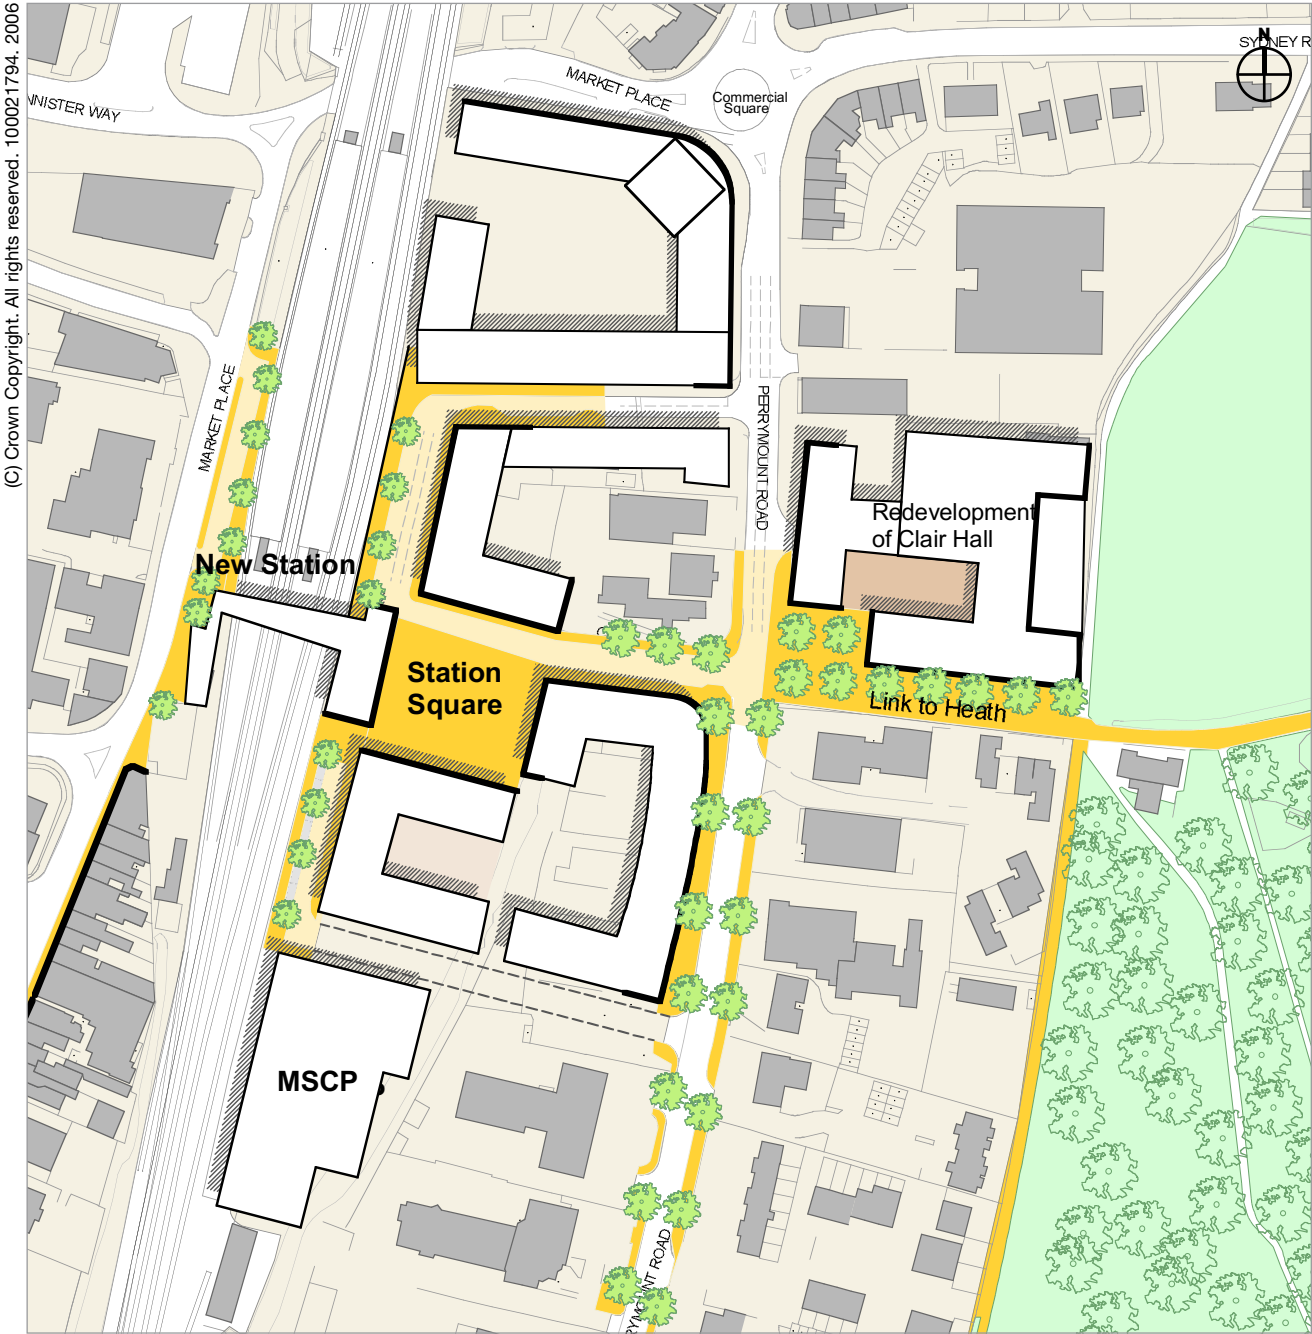 (C) Crown Copyright. All rights reserved. 100021794. 2006
N
SYDNEY R
MARKET PLACE
Commercial
Square
NNISTER WAY
MARKET PLACE
PERRYMOUNT ROAD
Redevelopment
of Clair Hall
New Station
Station
Square
Link to Heath
MSCP
RYMOUNT ROAD